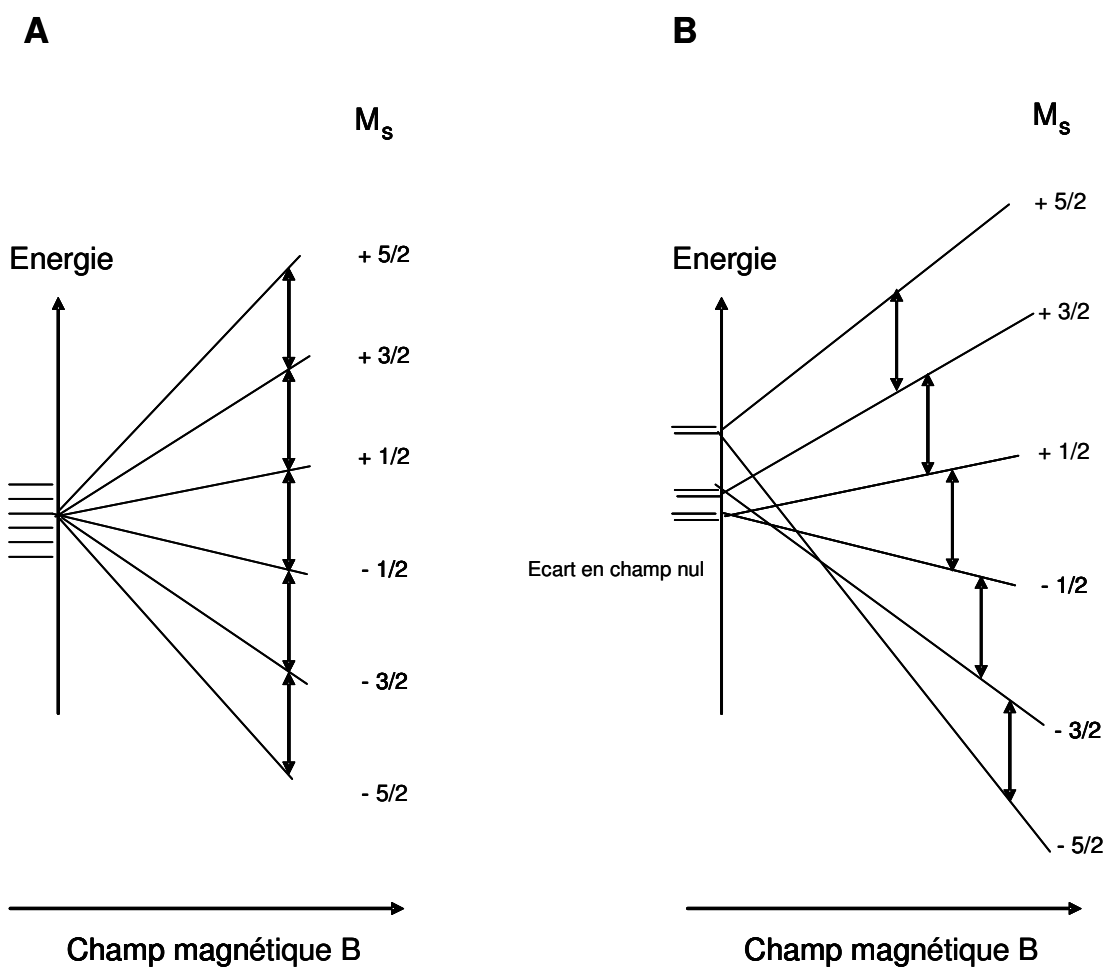 A
B
Ms
Ms
+ 5/2
Energie
+ 5/2
Energie
+ 3/2
+ 3/2
+ 1/2
+ 1/2
- 1/2
Ecart en champ nul
- 1/2
- 3/2
- 3/2
- 5/2
- 5/2
Champ magnétique B
Champ magnétique B